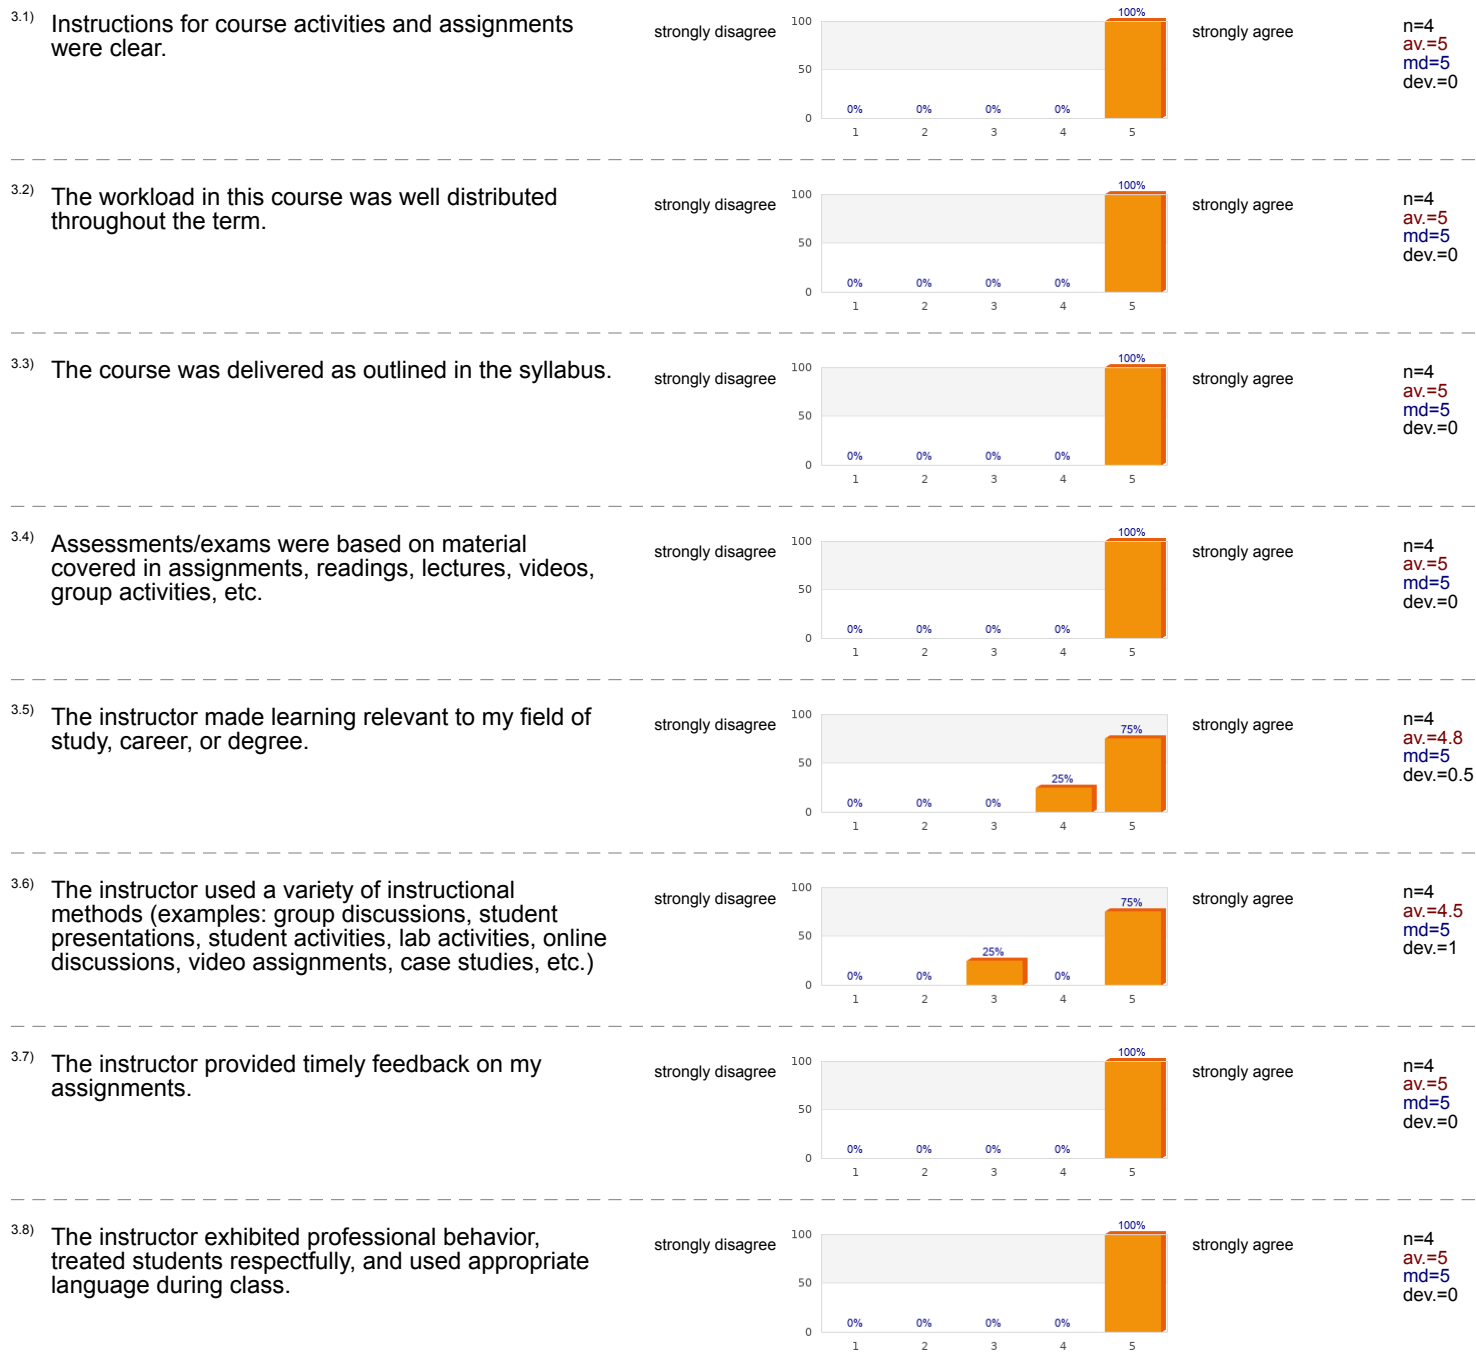 3.1) Instructions for course activities and assignments
were clear.
strongly disagree
100
50
0
0%
0%
0%
0%
100%
1
2
3
4
5
strongly agree
n=4
av.=5
md=5
dev.=0
3.2) The workload in this course was well distributed
throughout the term.
strongly disagree
100
50
0
0%
0%
0%
0%
100%
1
2
3
4
5
strongly agree
n=4
av.=5
md=5
dev.=0
3.3) The course was delivered as outlined in the syllabus.
strongly disagree
100
50
0
0%
0%
0%
0%
100%
1
2
3
4
5
strongly agree
n=4
av.=5
md=5
dev.=0
3.4) Assessments/exams were based on material
covered in assignments, readings, lectures, videos,
group activities, etc.
strongly disagree
100
50
0
0%
0%
0%
0%
100%
1
2
3
4
5
strongly agree
n=4
av.=5
md=5
dev.=0
3.5) The instructor made learning relevant to my field of
study, career, or degree.
strongly disagree
100
50
0
0%
0%
0%
25%
75%
1
2
3
4
5
strongly agree
n=4
av.=4.8
md=5
dev.=0.5
3.6) The instructor used a variety of instructional
methods (examples: group discussions, student
presentations, student activities, lab activities, online
discussions, video assignments, case studies, etc.)
strongly disagree
100
50
0
0%
0%
25%
0%
75%
1
2
3
4
5
strongly agree
n=4
av.=4.5
md=5
dev.=1
3.7) The instructor provided timely feedback on my
assignments.
strongly disagree
100
50
0
0%
0%
0%
0%
100%
1
2
3
4
5
strongly agree
n=4
av.=5
md=5
dev.=0
3.8) The instructor exhibited professional behavior,
treated students respectfully, and used appropriate
language during class.
strongly disagree
100
50
0
0%
0%
0%
0%
100%
1
2
3
4
5
strongly agree
n=4
av.=5
md=5
dev.=0